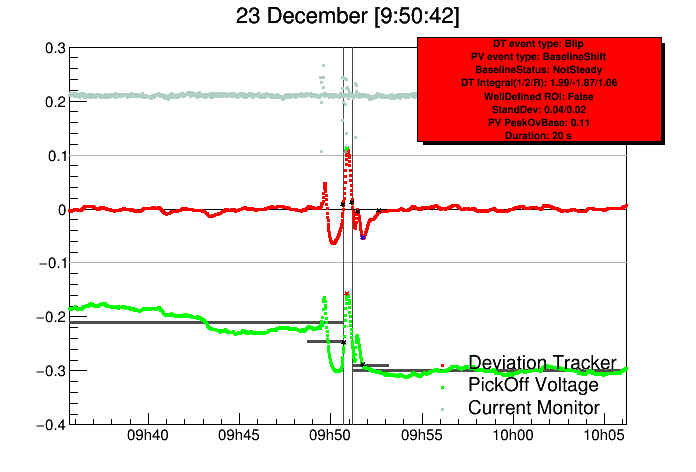 23 December [9:50:42]
DT event type: Blip
PV event type: BaselineShift
BaselineStatus: NotSteady
DT Integral(1/2/R): 1.99/-1.87/1.06
WellDefined ROI: False
StandDev: 0.04/0.02
PV PeakOvBase: 0.11
Duration: 20 s
0.3
0.2
0.1
0
−0.1
−0.2
−0.3
−0.4
Deviation Tracker
PickOff Voltage
Current Monitor
09h40 09h45 09h50 09h55 10h00 10h05